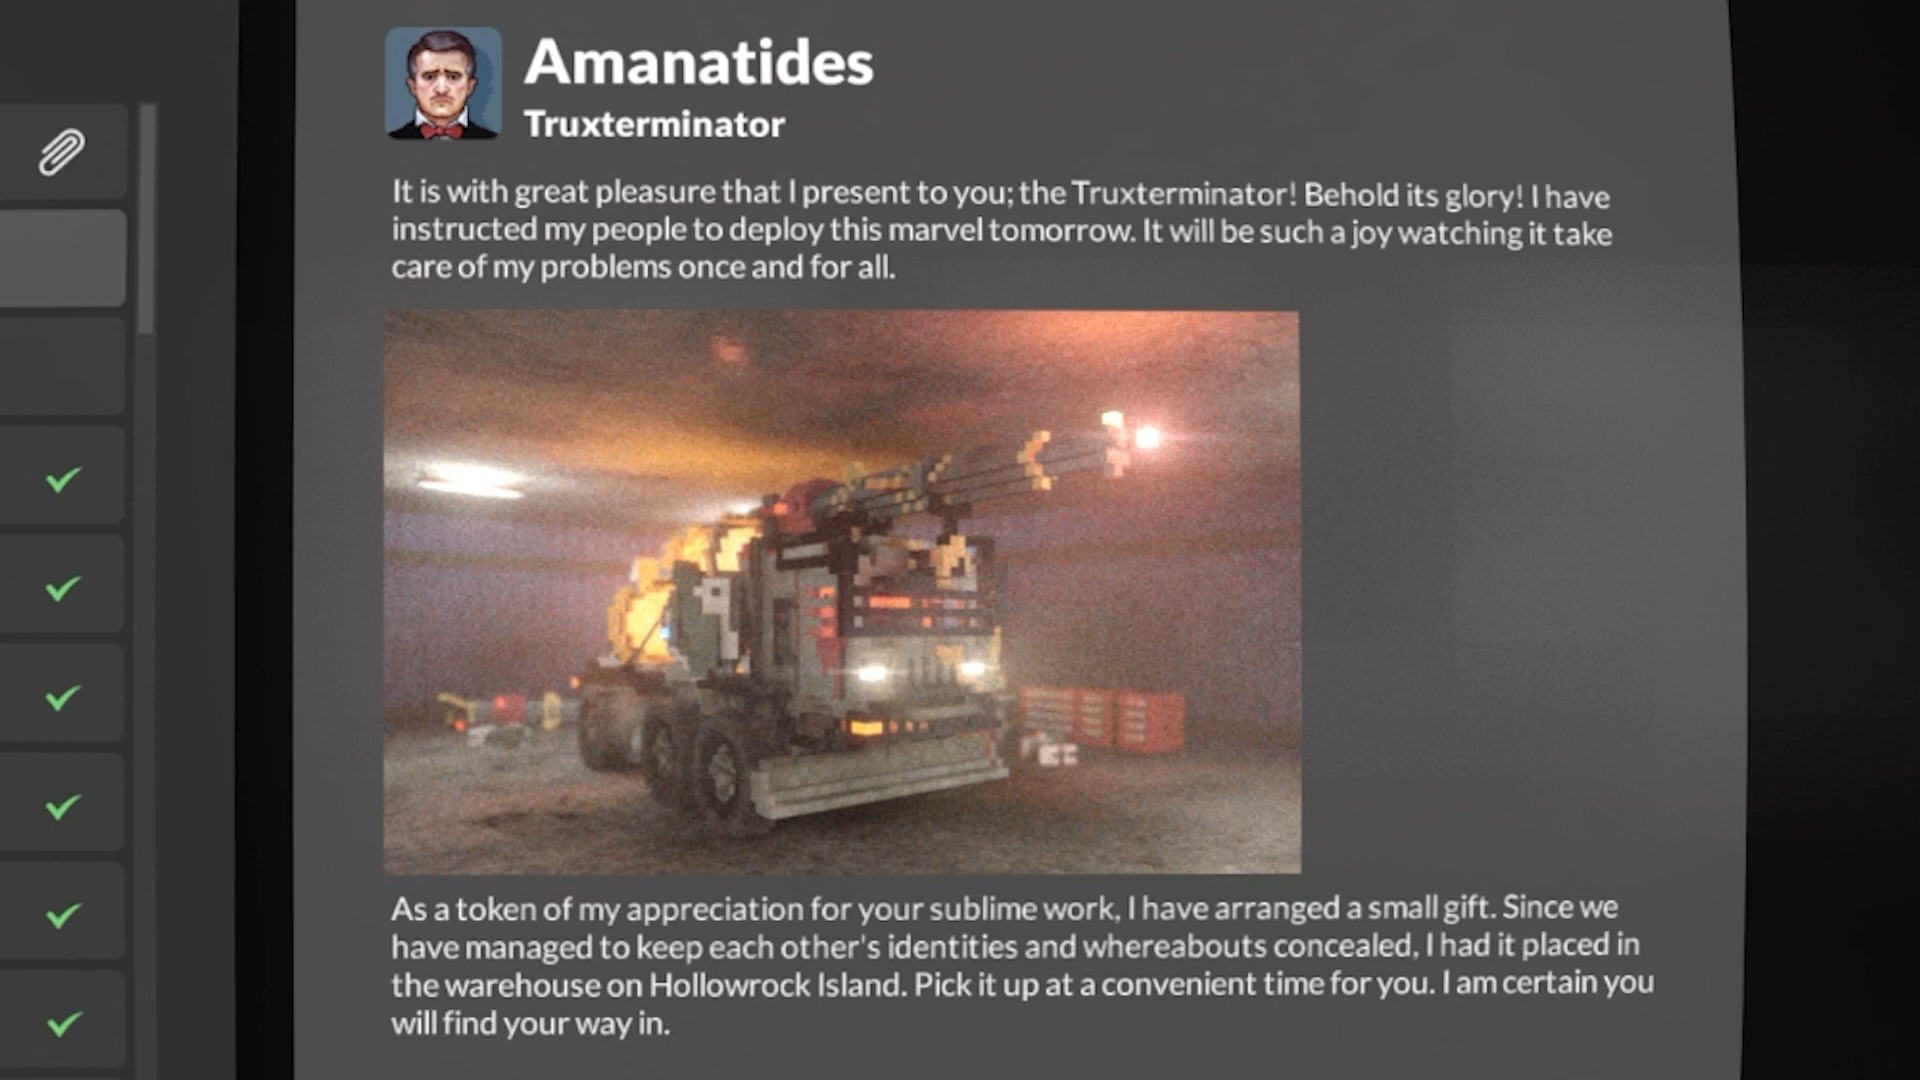 Amanatides
Truxterminator
It is with great pleasure that I present to you; the Truxterminator! Behold its glory! I have
instructed my people to deploy this marvel tomorrow. It will be such a joy watching it take
care of my problems once and for all.
As a token of my appreciation for your sublime work, I have arranged a small gift. Since we
have managed to keep each other's identities and whereabouts concealed, I had it placed in
the warehouse on Hollowrock Island. Pick it up at a convenient time for you. I am certain you
will find your way in.